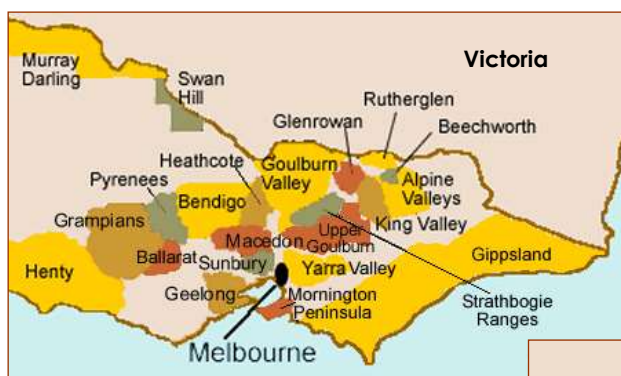 Victoria
Murray
Darling
Swan
Hill
Rutherglen
Glenrowan
Beechworth
Heathcote
Goulburn
Valley
Pyrenees
Bendigo
Alpine
Valleys
Grampians
King Valley
Macedon
Upper
Goulburn
Ballarat
Sunbury
Gippsland
Henty
Yarra Valley
Geelong
Mornington
Peninsula
Strathbogie
Ranges
Melbourne